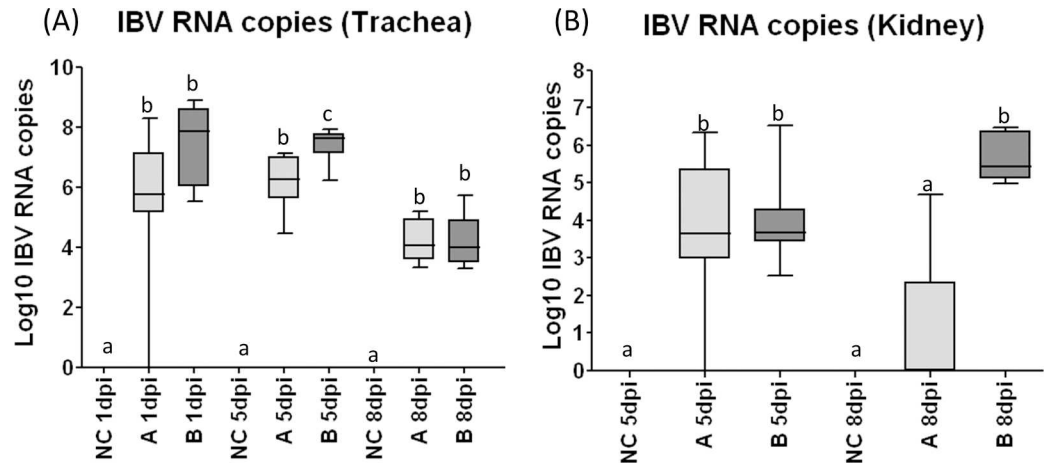 (A) IBV RNA copies (Trachea)
Log10 IBV RNA copies
10
8
6
4
2
0
a
b
b
a
b
c
a
b
b
NC 1dpi
A 1dpi
B 1dpi
NC 5dpi
A 5dpi
B 5dpi
NC 8dpi
A 8dpi
B 8dpi
(B) IBV RNA copies (Kidney)
Log10 IBV RNA copies
8
7
6
5
4
3
2
1
0
a
b
b
a
a
b
NC 5dpi
A 5dpi
B 5dpi
NC 8dpi
A 8dpi
B 8dpi